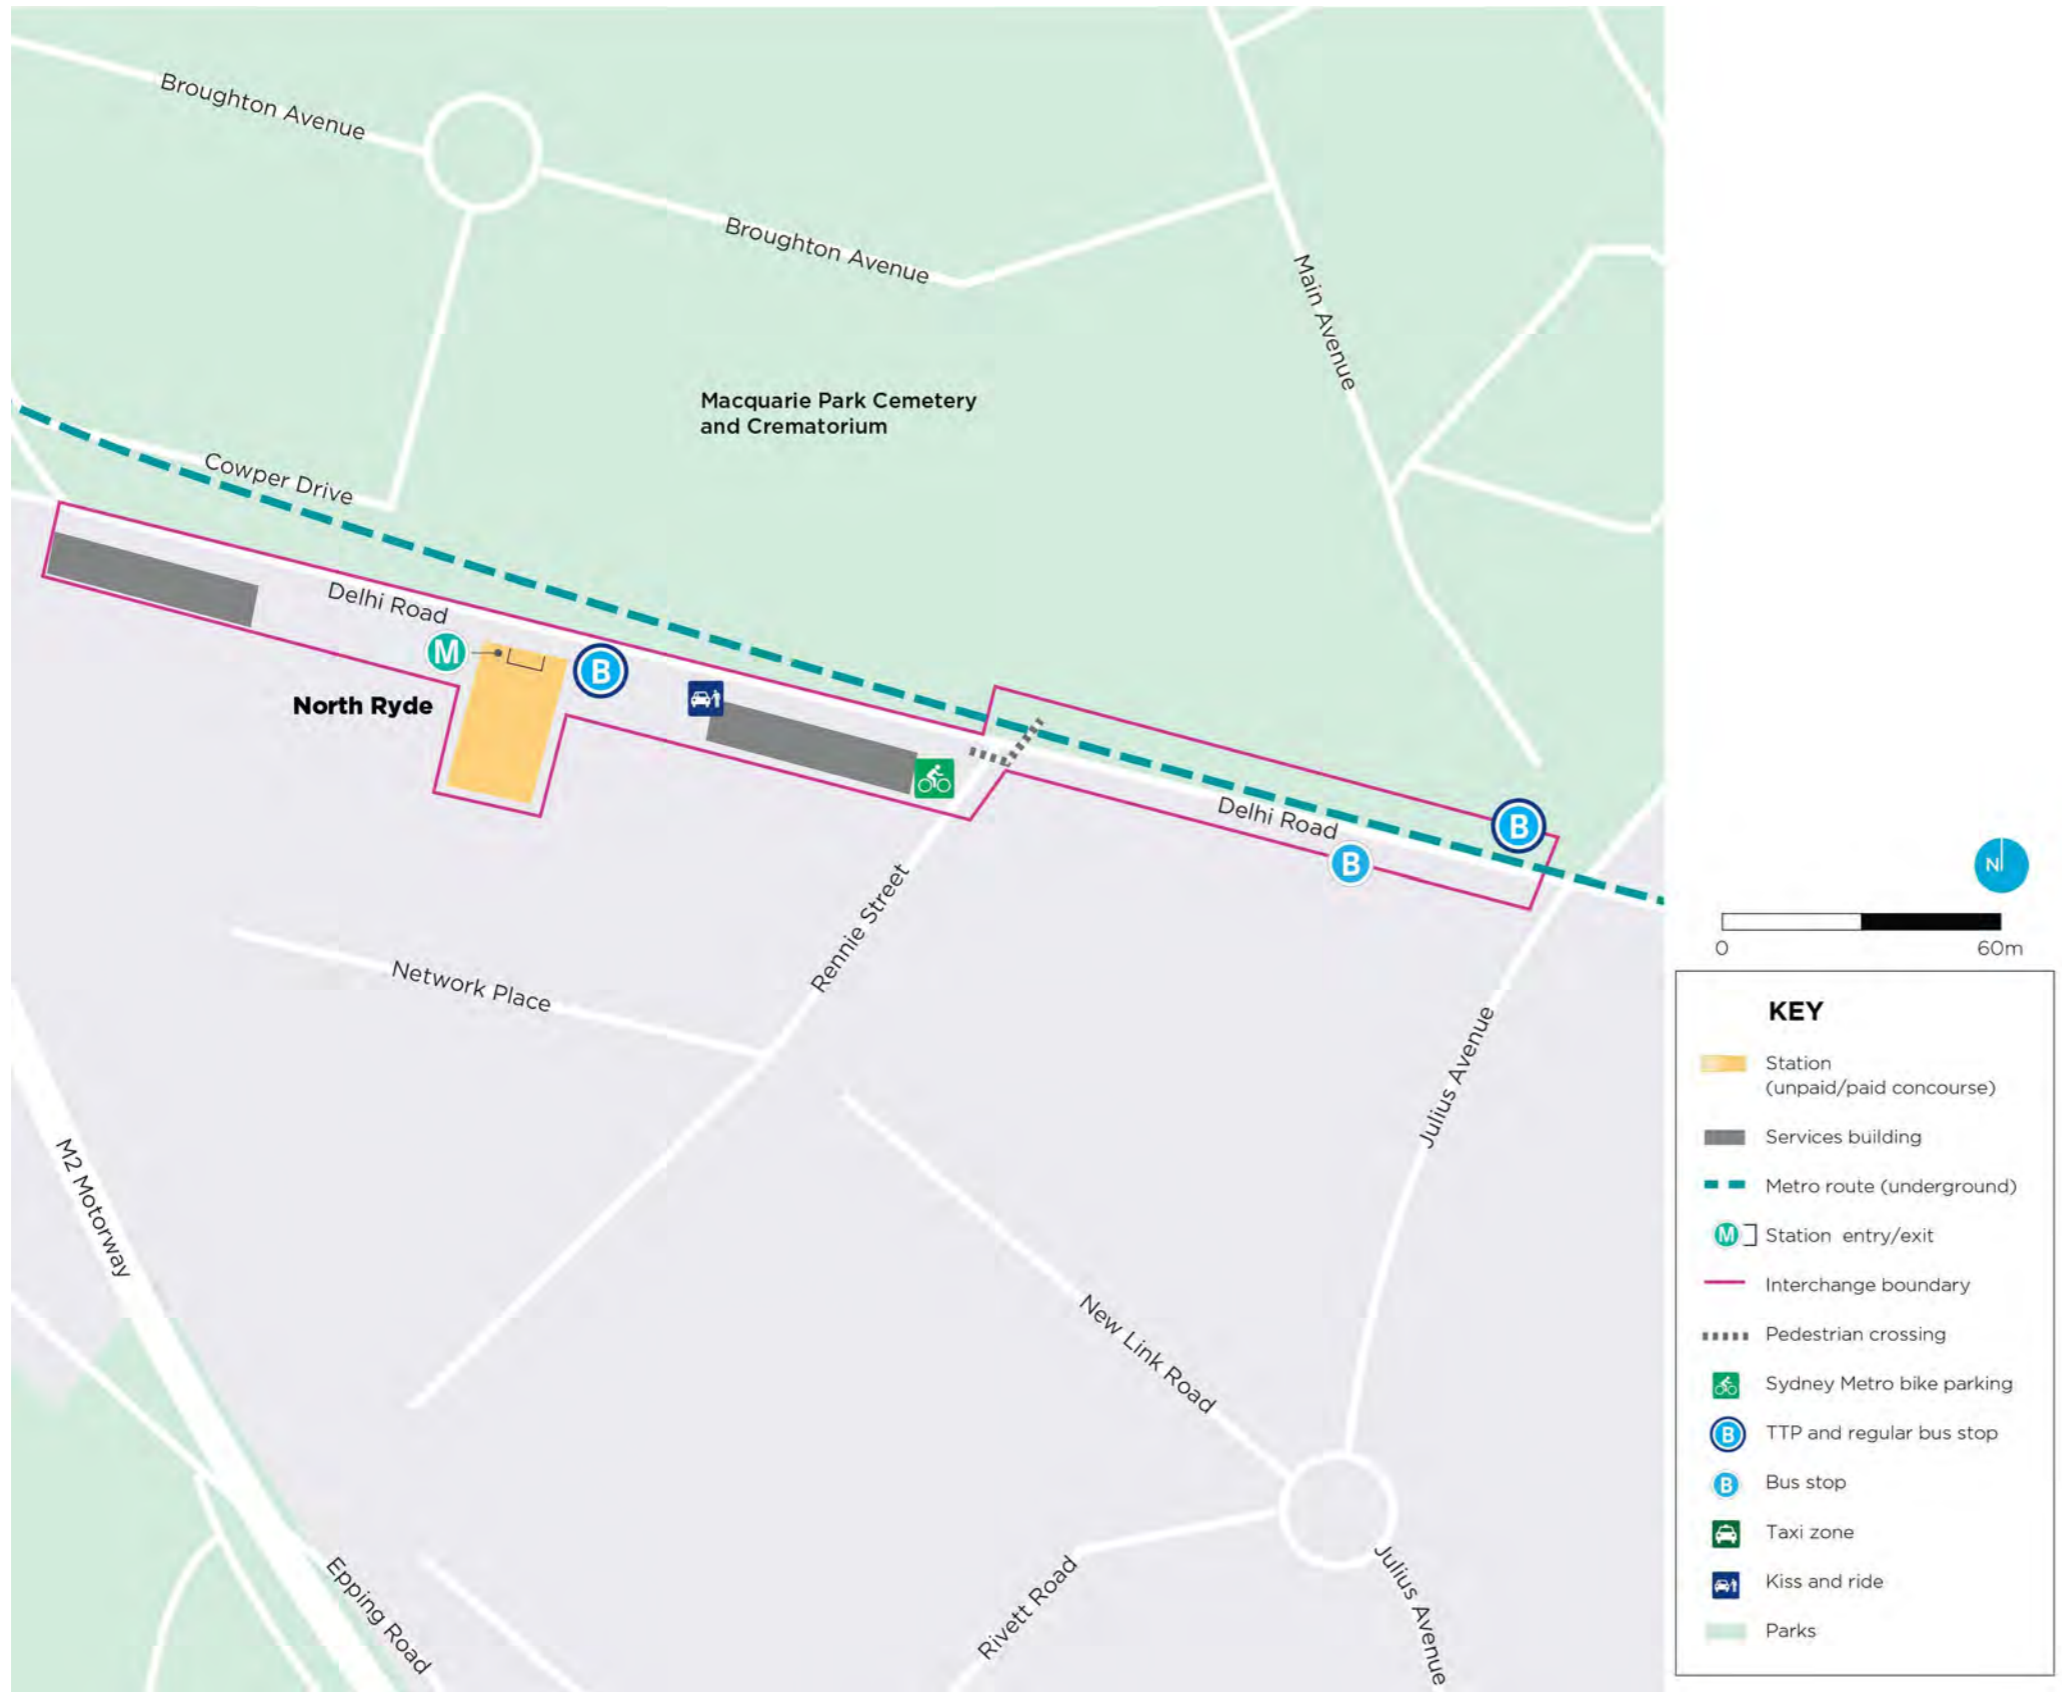 Broughton Avenue
Broughton Avenue
Main Avenue
Macquarie Park Cemetery
and Crematorium
Cowper Drive
Delhi Road
M
B
North Ryde
Delhi Road
B
B
Rennie Street
Network Place
Julius Avenue
M2 Motorway
New Link Road
Epping Road
Rivett Road
Julius Avenue
N
0 60m
KEY
Station
(unpaid/paid concourse)
Services building
Metro route (underground)
M Station entry/exit
Interchange boundary
Pedestrian crossing
Sydney Metro bike parking
B TTP and regular bus stop
B Bus stop
Taxi zone
Kiss and ride
Parks